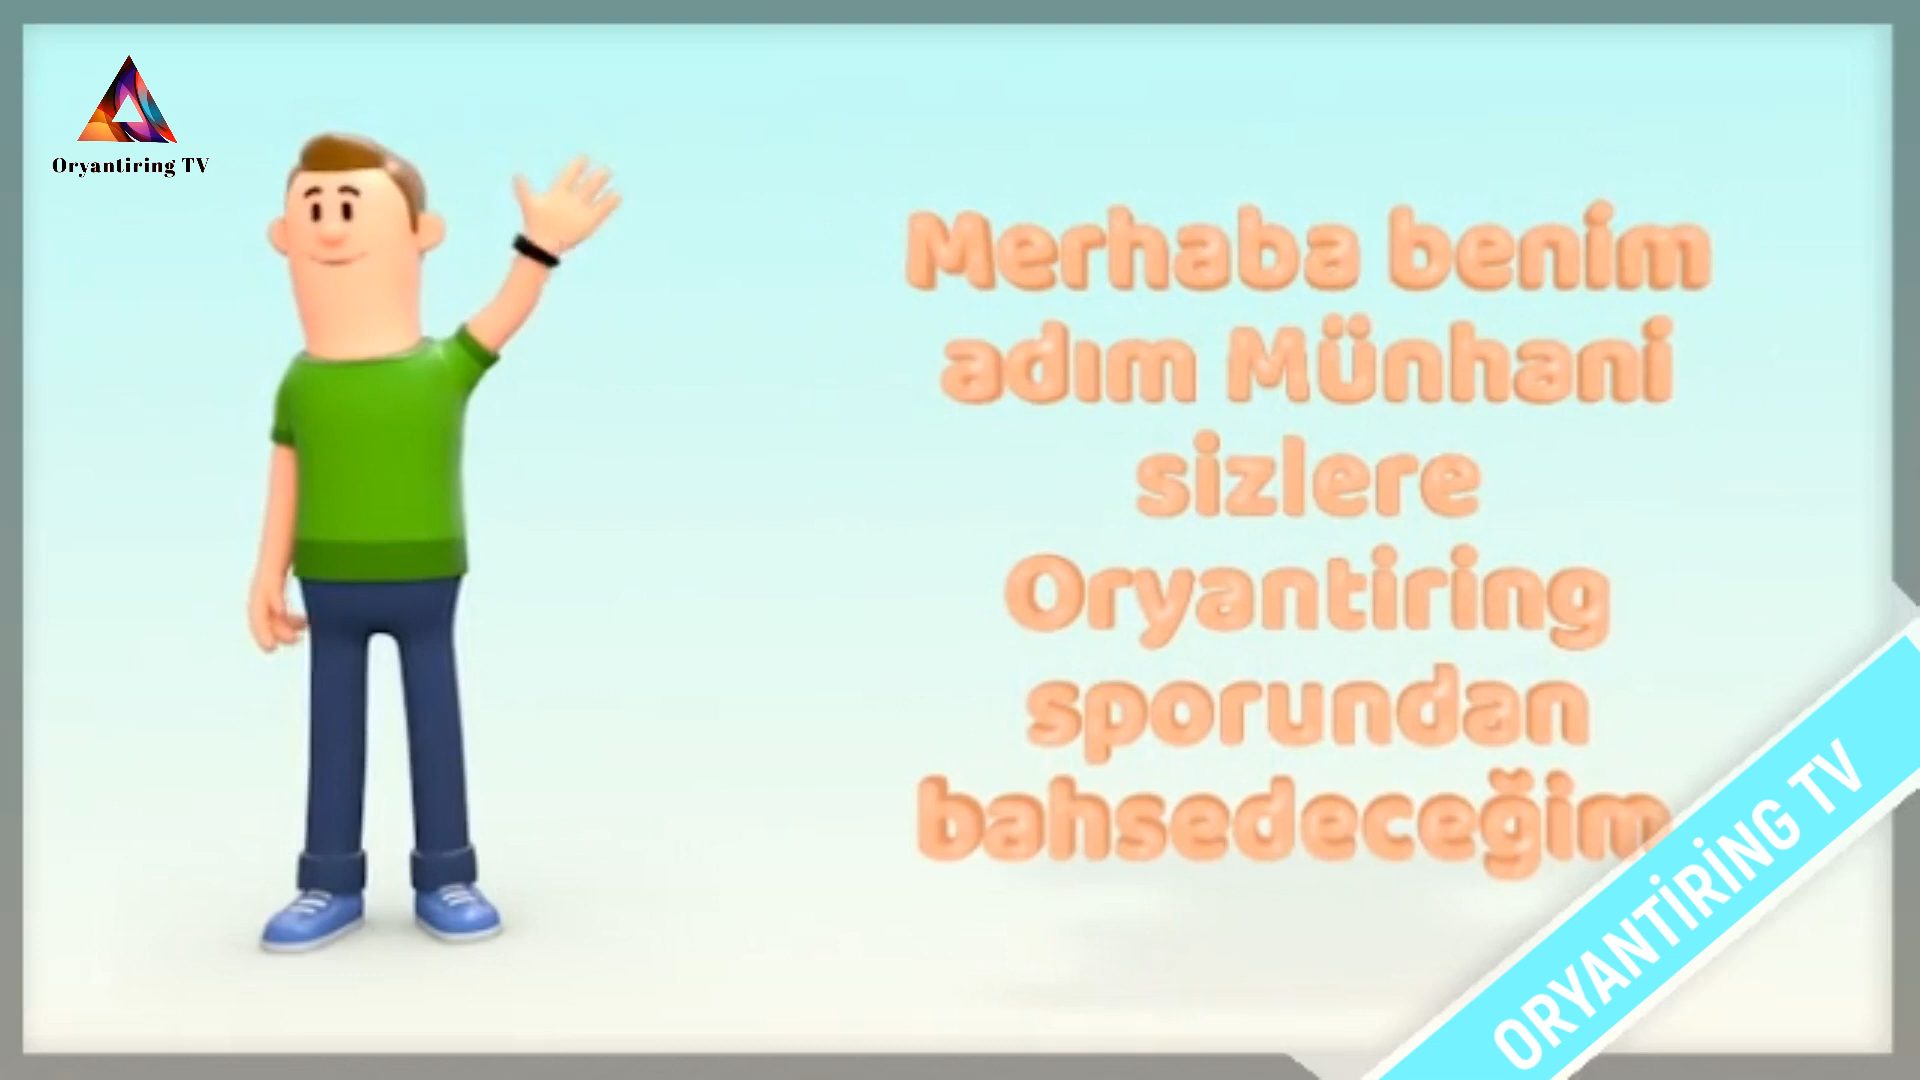 Oryantiring TV
Merhaba benim
adım Münhani
sizlere
Oryantiring
sporundan
bahsedeceğim
ORYANTİRİNG TV